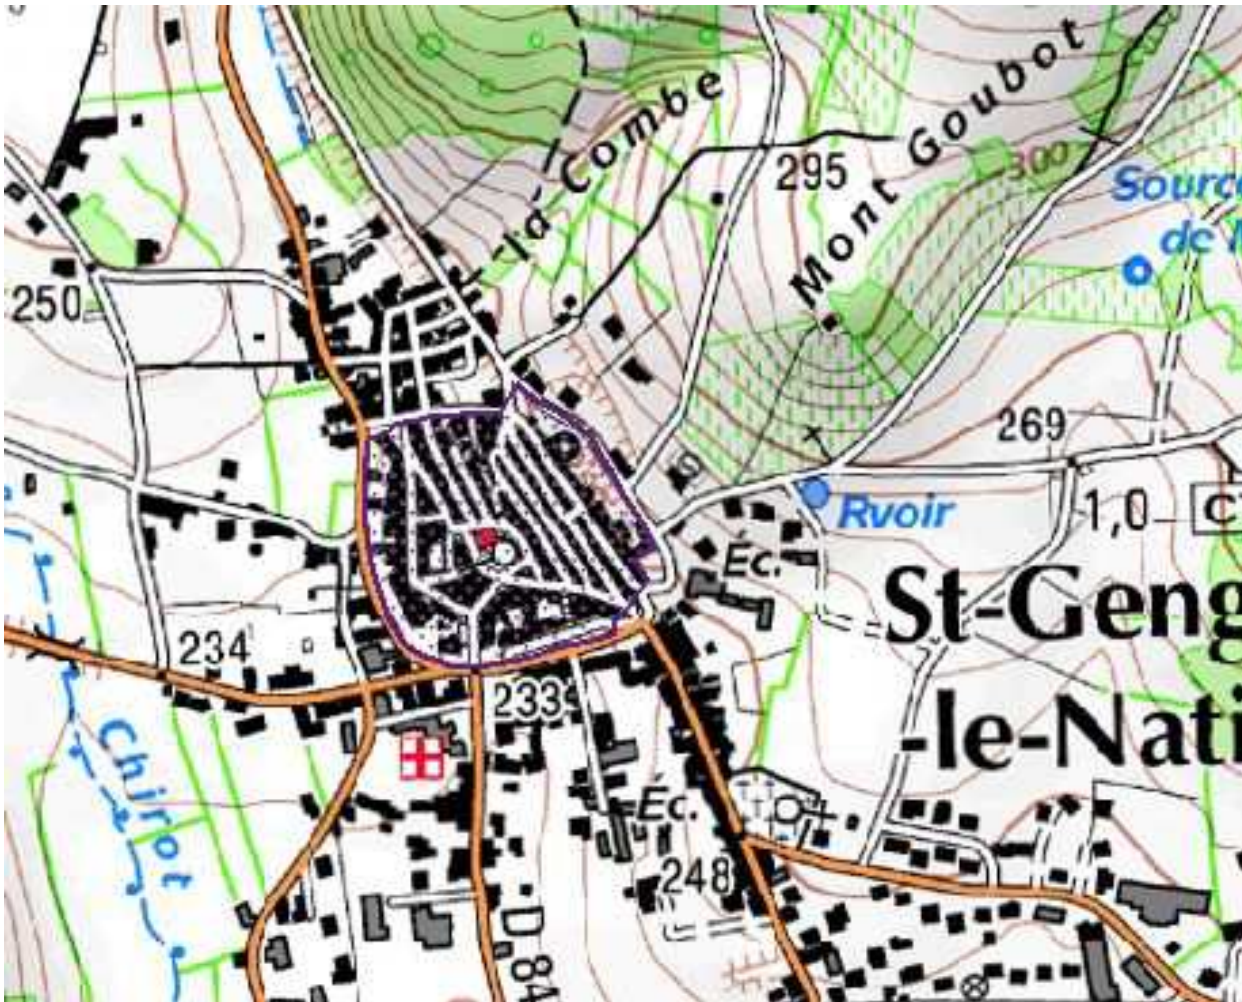 la Combe
Mont Goubot
295
300
Source
250
269
Rvoir
1,0
C
Éc.
St-Geng
-le-Nati
234
233
Chirot
Éc.
248
D 84